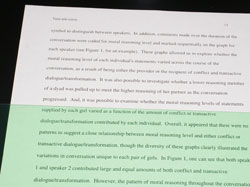 symbol to distinguish between speakers. In addition, comments made over the duration of the
conversation were coded for moral reasoning level and marked sequentially on the graph for
each speaker (see Figure 1, for an example). These graphs allowed us to explore whether the
moral reasoning level of each individual's statements varied across the course of the
conversation, as a result of being either the provider or the recipient of conflict and transactive
dialogue/transformation. It was also possible to investigate whether a lower reasoning member
of a dyad was pulled up to meet the higher reasoning of her partner as the conversation
progressed. And, it was possible to examine whether the moral reasoning levels of statements
supplied by each girl varied as a function of the amount of conflict or transactive
dialogue/transformation contributed by each individual. Overall, it appeared that there were no
patterns to suggest a close relationship between moral reasoning level and either conflict or
transactive dialogue/transformation, though the diversity of these graphs clearly illustrated the
variations in conversation unique to each pair of girls. In Figure 1, one can see that both speaker
1 and speaker 2 contributed large and equal amounts of both conflict and transactive
dialogue/transformation. However, the pattern of moral reasoning throughout the